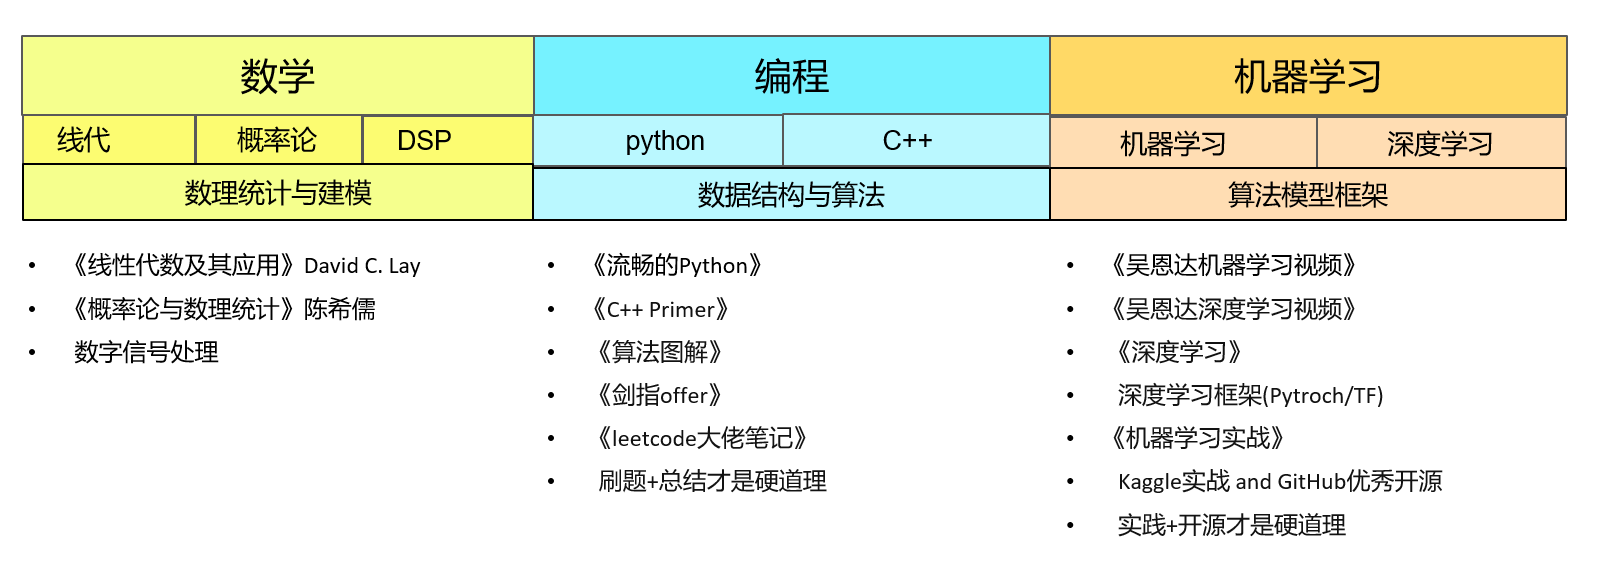 数学 编程 机器学习
线代 概率论 DSP python C++ 机器学习 深度学习
数理统计与建模 数据结构与算法 算法模型框架
• 《线性代数及其应用》David C. Lay
• 《概率论与数理统计》陈希儒
• 数字信号处理
• 《流畅的Python》
• 《C++ Primer》
• 《算法图解》
• 《剑指offer》
• 《leetcode大佬笔记》
• 刷题+总结才是硬道理
• 《吴恩达机器学习视频》
• 《吴恩达深度学习视频》
• 《深度学习》
• 深度学习框架(Pytroch/TF)
• 《机器学习实战》
• Kaggle实战 and GitHub优秀开源
• 实践+开源才是硬道理